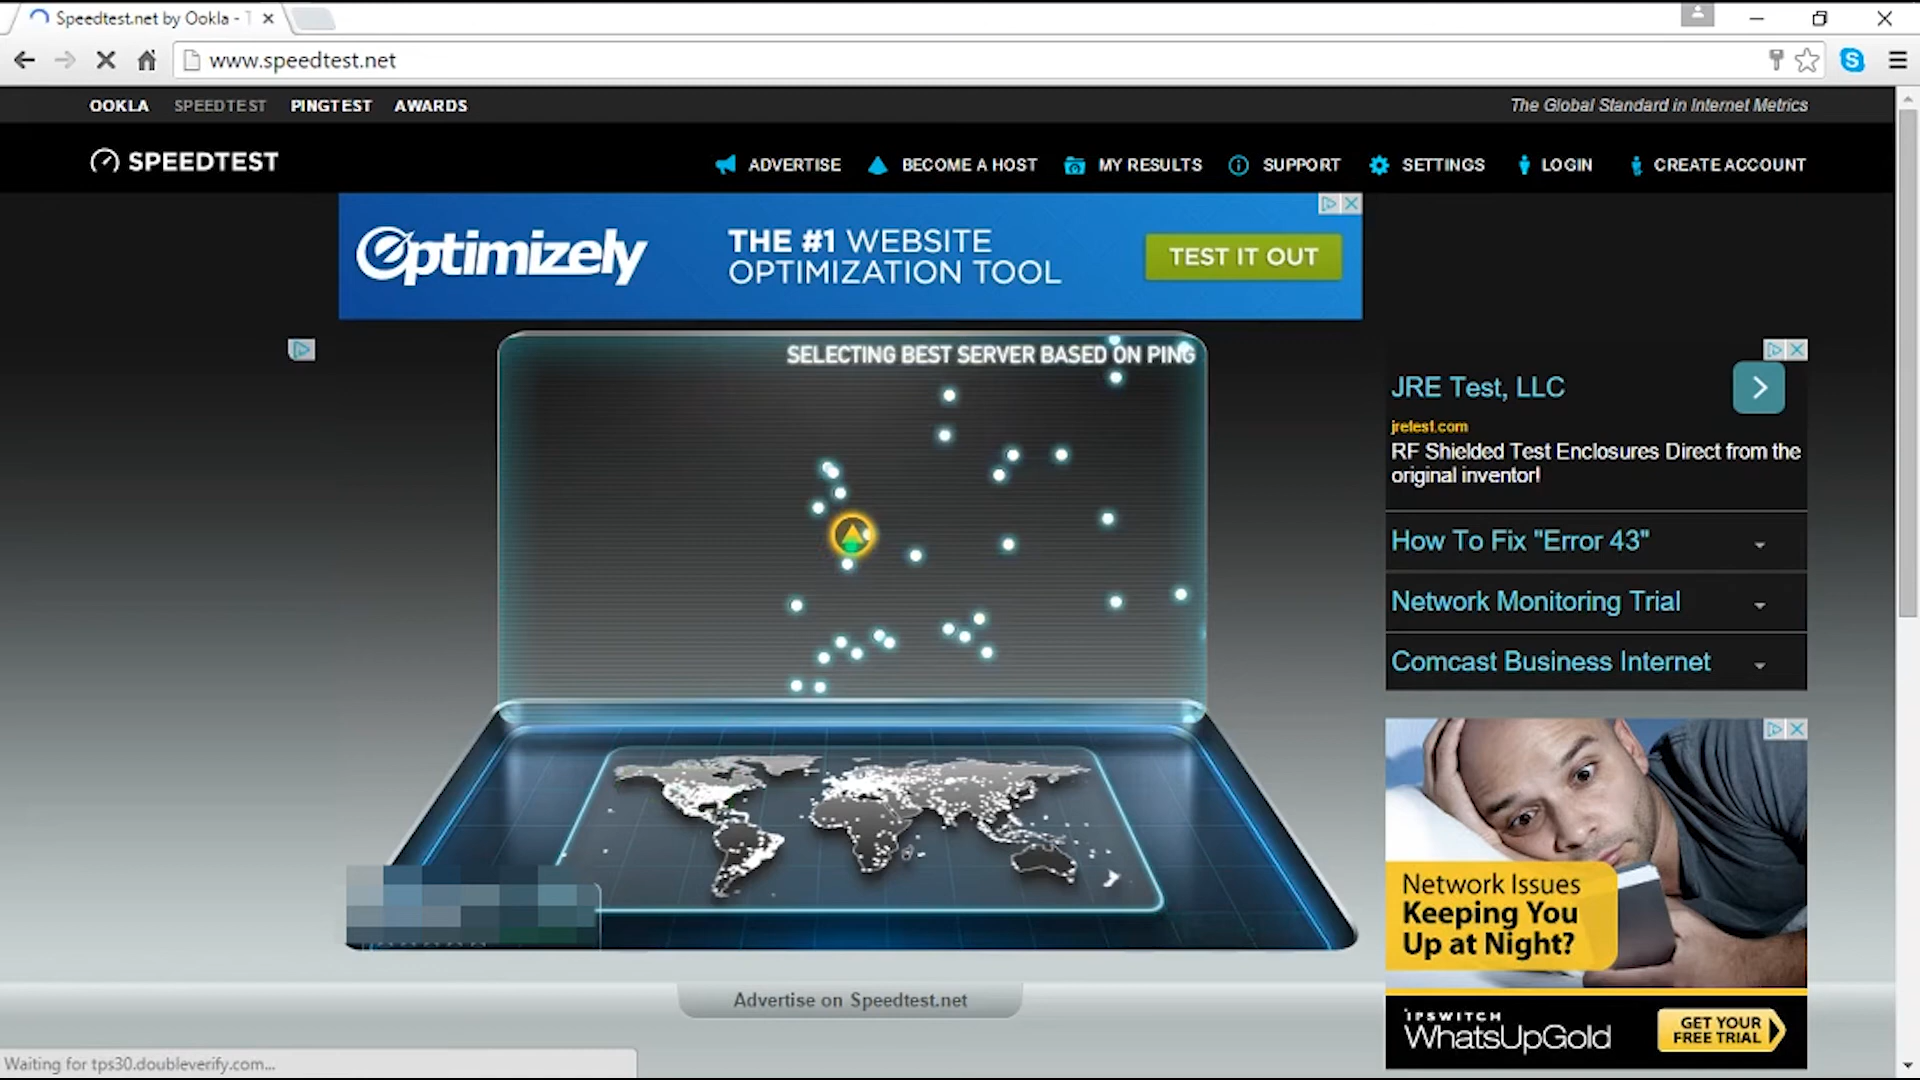 Speedtest.net by Ookla - T
www.speedtest.net
OOKLA SPEEDTEST PINGTEST AWARDS
The Global Standard in Internet Metrics
SPEEDTEST
ADVERTISE BECOME A HOST MY RESULTS SUPPORT SETTINGS LOGIN CREATE ACCOUNT
Optimizely
THE #1 WEBSITE
OPTIMIZATION TOOL
TEST IT OUT
SELECTING BEST SERVER BASED ON PING
JRE Test, LLC
jretest.com
RF Shielded Test Enclosures Direct from the
original inventor!
How To Fix "Error 43"
Network Monitoring Trial
Comcast Business Internet
Network Issues
Keeping You
Up at Night?
IPSWITCH
WhatsUpGold
GET YOUR
FREE TRIAL
Advertise on Speedtest.net
Waiting for tps30.doubleverify.com...